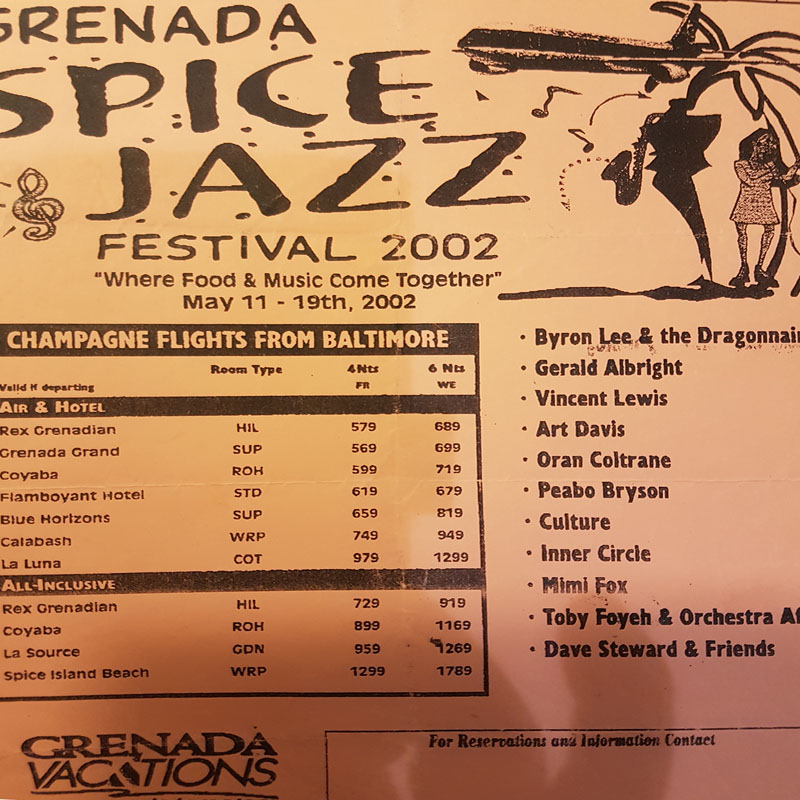 GRENADA
SPICE
JAZZ
FESTIVAL 2002
"Where Food & Music Come Together"
May 11 - 19th, 2002
CHAMPAGNE FLIGHTS FROM BALTIMORE
Room Type 4Nts 6 Nts
Valid if departing FR WE
AIR & HOTEL
Rex Grenadian HIL 579 689
Grenada Grand SUP 569 699
Coyaba ROH 599 719
Flamboyant Hotel STD 619 679
Blue Horizons SUP 659 819
Calabash WRP 749 949
La Luna COT 979 1299
ALL-INCLUSIVE
Rex Grenadian HIL 729 919
Coyaba ROH 899 1169
La Source GDN 959 1269
Spice Island Beach WRP 1299 1789
· Byron Lee & the Dragonnair
· Gerald Albright
· Vincent Lewis
· Art Davis
· Oran Coltrane
· Peabo Bryson
· Culture
· Inner Circle
· Mimi Fox
· Toby Foyeh & Orchestra Af
· Dave Steward & Friends
GRENADA
VACATIONS
For Reservations and Information Contact